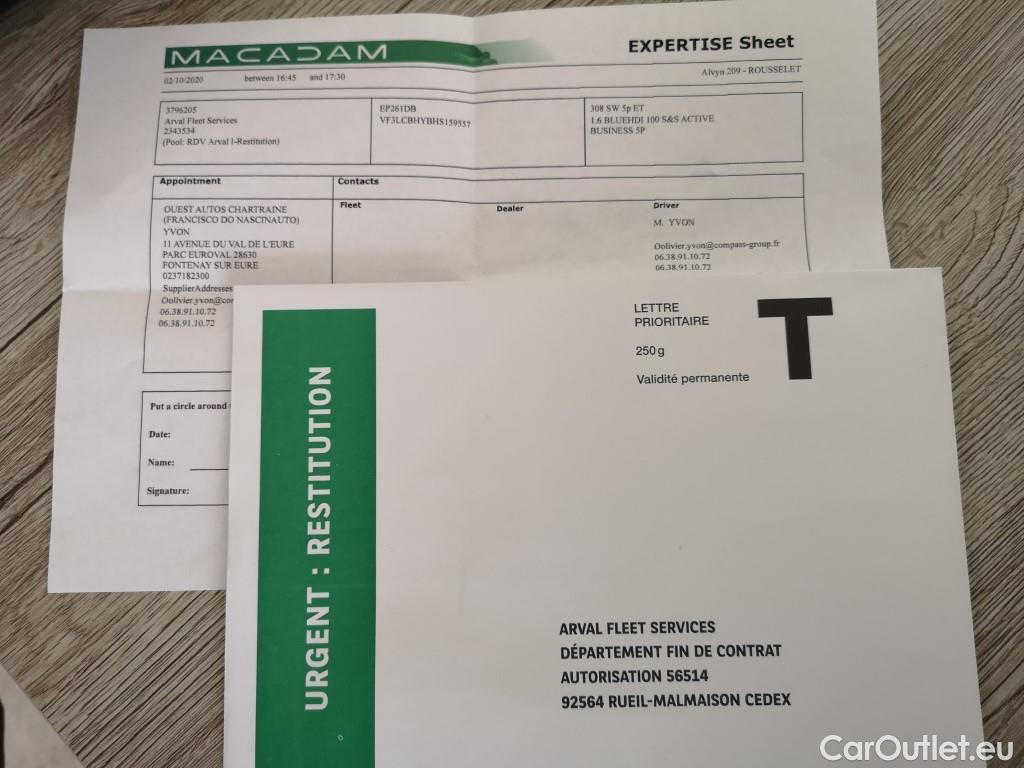 MACADAM
EXPERTISE Sheet
02/10/2020 between 16:45 and 17:30
Alvyn 209 - ROUSSELET
3796205
Arval Fleet Services
2343534
(Pool: RDV Arval I-Restitution)
EP261DB
VF3LCBHYBHS159557
308 SW 5p ET
1.6 BLUEHDI 100 S&S ACTIVE
BUSINESS 5P
Appointment
Contacts
OUEST AUTOS CHARTRAINE
(FRANCISCO DO NASCINAUTO)
YVON
11 AVENUE DU VAL DE L'EURE
PARC EUROVAL 28630
FONTENAY SUR EURE
0237182300
SupplierAddresses
Oolivier.yvon@co
06.38.91.10.72
06.38.91.10.72
Fleet
Dealer
Driver
M. YVON
Oolivier.yvon@compass-group.fr
06.38.91.10.72
06.38.91.10.72
Put a circle around
Date:
Name:
Signature:
URGENT : RESTITUTION
LETTRE
PRIORITAIRE
250 g
Validité permanente
T
ARVAL FLEET SERVICES
DÉPARTEMENT FIN DE CONTRAT
AUTORISATION 56514
92564 RUEIL-MALMAISON CEDEX
CarOutlet.eu